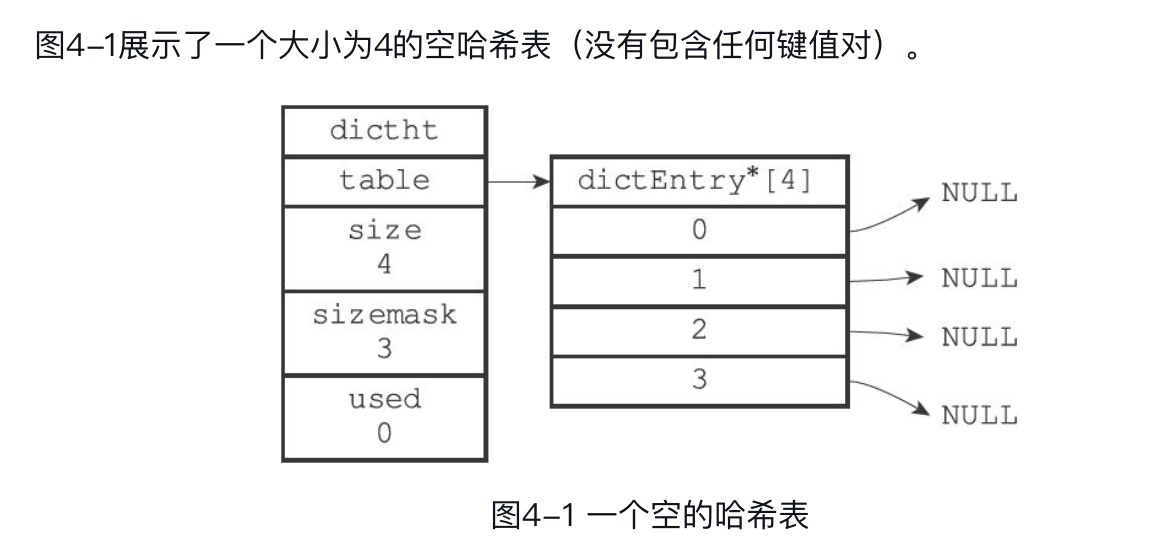 图4–1展示了一个大小为4的空哈希表（没有包含任何键值对）。
dictht
table
size
4
sizemask
3
used
0
dictEntry*[4]
0
1
2
3
NULL
NULL
NULL
NULL
图4–1 一个空的哈希表